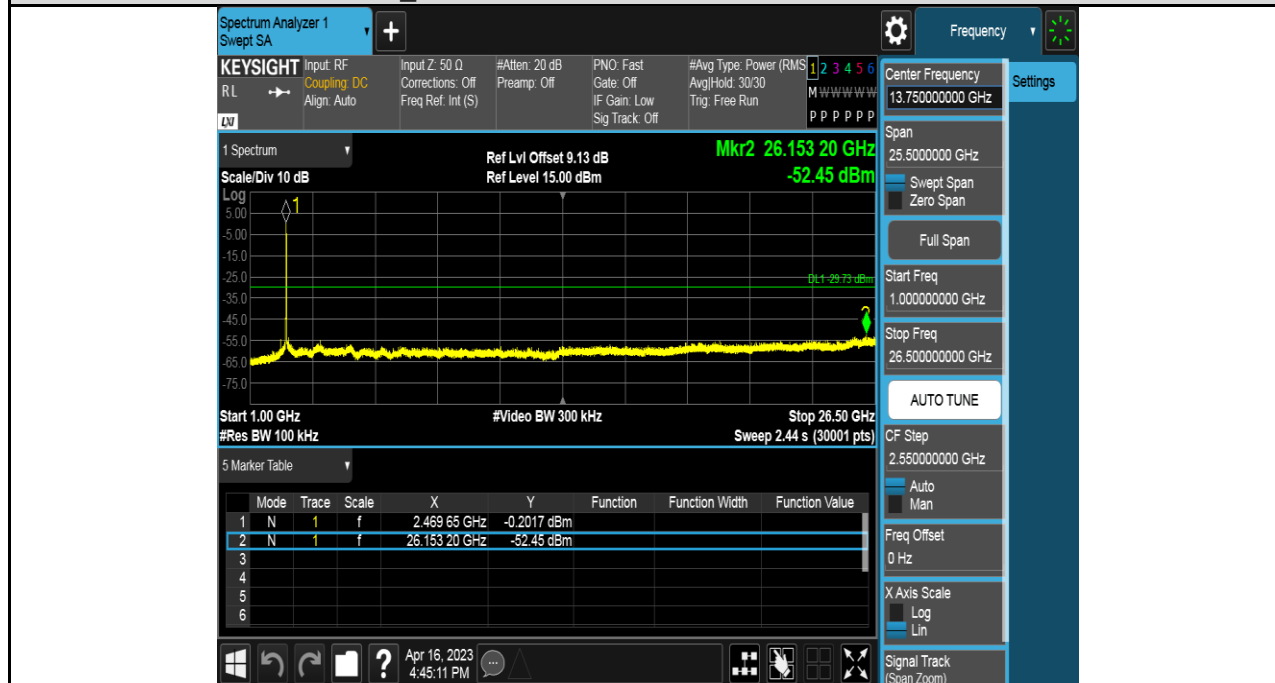 Spectrum Analyzer 1
Swept SA
+
Frequency
KEYSIGHT
RL
LXI
Input: RF
Coupling: DC
Align: Auto
Input Z: 50 Ω
Corrections: Off
Freq Ref: Int (S)
#Atten: 20 dB
Preamp: Off
PNO: Fast
Gate: Off
IF Gain: Low
Sig Track: Off
#Avg Type: Power (RMS
Avg|Hold: 30/30
Trig: Free Run
1 2 3 4 5 6
M W W W W W
P P P P P P
1 Spectrum
Scale/Div 10 dB
Ref Lvl Offset 9.13 dB
Ref Level 15.00 dBm
Mkr2 26.153 20 GHz
-52.45 dBm
Log
5.00
-5.00
-15.0
-25.0
-35.0
-45.0
-55.0
-65.0
-75.0
1
DL1 -29.73 dBm
Start 1.00 GHz
#Res BW 100 kHz
#Video BW 300 kHz
Stop 26.50 GHz
Sweep 2.44 s (30001 pts)
5 Marker Table
Mode Trace Scale X Y Function Function Width Function Value
1 N 1 f 2.469 65 GHz -0.2017 dBm
2 N 1 f 26.153 20 GHz -52.45 dBm
3
4
5
6
?
Apr 16, 2023
4:45:11 PM
Center Frequency
13.750000000 GHz
Settings
Span
25.5000000 GHz
Swept Span
Zero Span
Full Span
Start Freq
1.000000000 GHz
Stop Freq
26.500000000 GHz
AUTO TUNE
CF Step
2.550000000 GHz
Auto
Man
Freq Offset
0 Hz
X Axis Scale
Log
Lin
Signal Track
(Span Zoom)